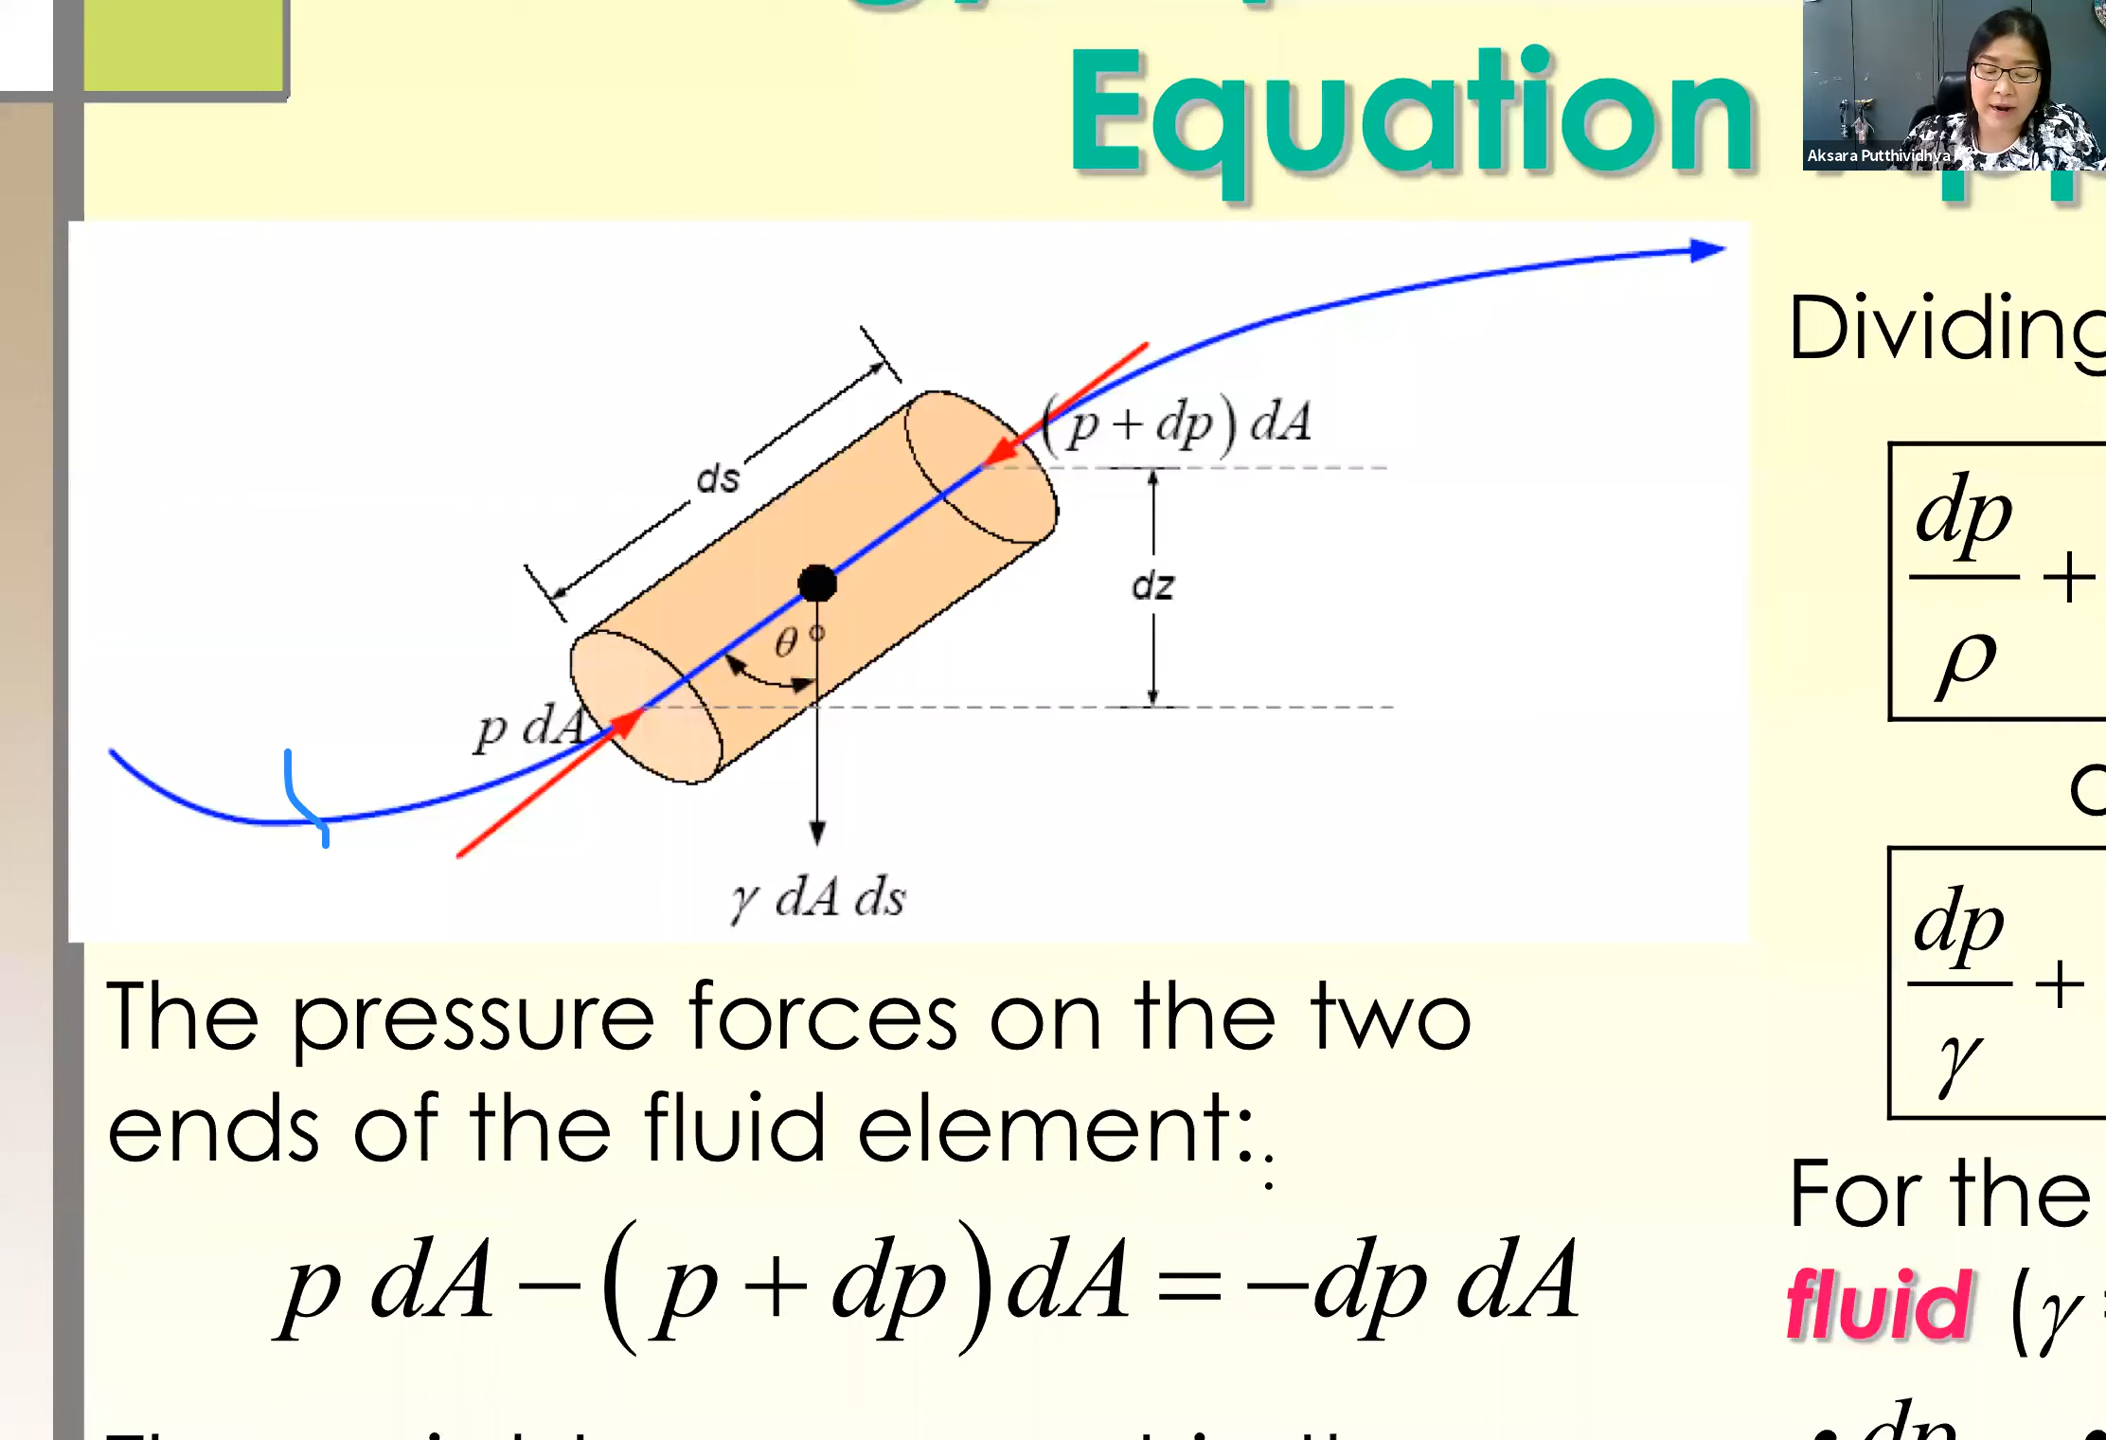 Equation
Aksara Putthividhya
(p + dp) dA
ds
dz
θ°
p dA
γ dA ds
The pressure forces on the two
ends of the fluid element:
p dA − (p + dp) dA = −dp dA
Dividing
dp/ρ +
dp/γ +
For the
fluid (γ
dp